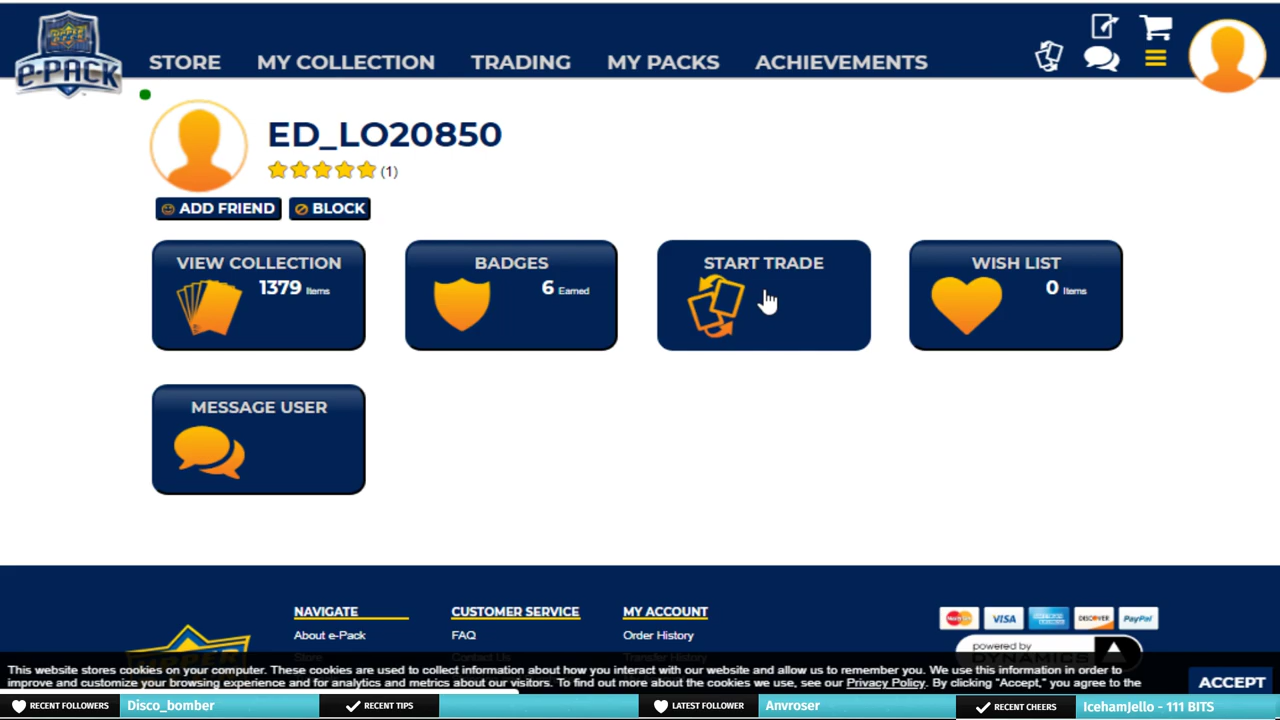 e-PACK
STORE
MY COLLECTION
TRADING
MY PACKS
ACHIEVEMENTS
ED_LO20850
(1)
ADD FRIEND
BLOCK
VIEW COLLECTION
1379 Items
BADGES
6 Earned
START TRADE
WISH LIST
0 Items
MESSAGE USER
NAVIGATE
CUSTOMER SERVICE
MY ACCOUNT
About e-Pack
FAQ
Order History
Store
Contact Us
Transfer History
VISA
DISCOVER
PayPal
powered by
DYNAMICS
This website stores cookies on your computer. These cookies are used to collect information about how you interact with our website and allow us to remember you. We use this information in order to
improve and customize your browsing experience and for analytics and metrics about our visitors. To find out more about the cookies we use, see our Privacy Policy. By clicking "Accept," you agree to the
ACCEPT
RECENT FOLLOWERS
Disco_bomber
RECENT TIPS
LATEST FOLLOWER
Anvroser
RECENT CHEERS
IcehamJello - 111 BITS